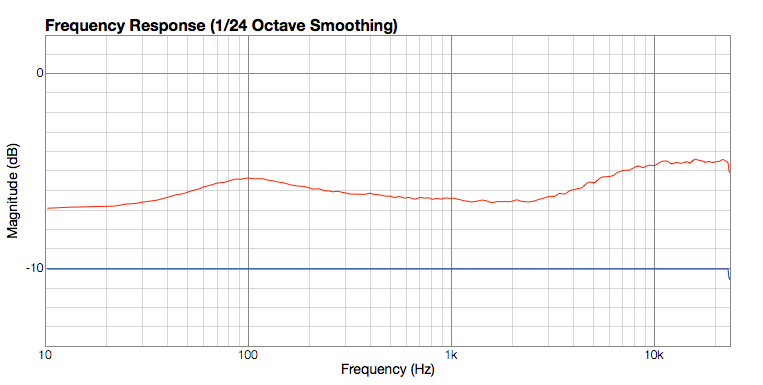 Frequency Response (1/24 Octave Smoothing)
0
Magnitude (dB)
-10
10 100 1k 10k
Frequency (Hz)